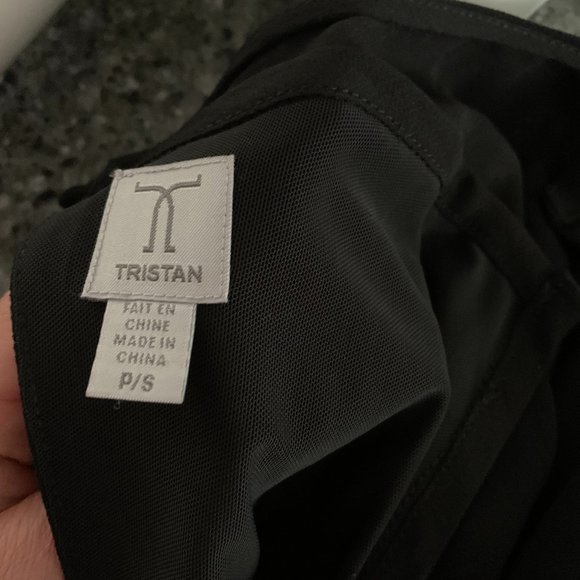 TRISTAN
FAIT EN
CHINE
MADE IN
CHINA
P/S